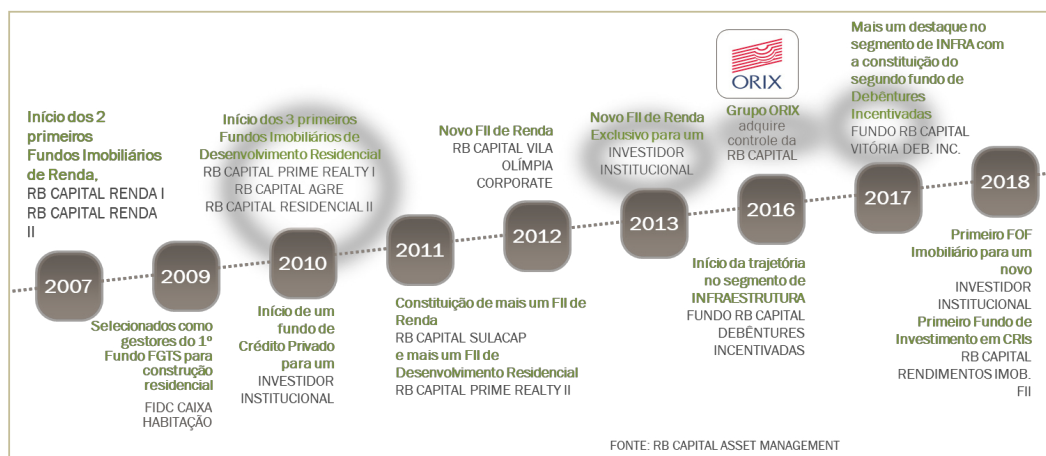 Início dos 2
primeiros
Fundos Imobiliários
de Renda,
RB CAPITAL RENDA I
RB CAPITAL RENDA
II
2007
2009
Selecionados como
gestores do 1º
Fundo FGTS para
construção
residencial
FIDC CAIXA
HABITAÇÃO
Início dos 3 primeiros
Fundos Imobiliários de
Desenvolvimento Residencial
RB CAPITAL PRIME REALTY I
RB CAPITAL AGRE
RB CAPITAL RESIDENCIAL II
2010
Início de um
fundo de
Crédito Privado
para um
INVESTIDOR
INSTITUCIONAL
2011
Constituição de mais um FII de
Renda
RB CAPITAL SULACAP
e mais um FII de
Desenvolvimento Residencial
RB CAPITAL PRIME REALTY II
Novo FII de Renda
RB CAPITAL VILA
OLÍMPIA
CORPORATE
2012
Novo FII de Renda
Exclusivo para um
INVESTIDOR
INSTITUCIONAL
2013
ORIX
Grupo ORIX
adquire
controle da
RB CAPITAL
2016
Início da trajetória
no segmento de
INFRAESTRUTURA
FUNDO RB CAPITAL
DEBÊNTURES
INCENTIVADAS
Mais um destaque no
segmento de INFRA com
a constituição do
segundo fundo de
Debêntures
Incentivadas
FUNDO RB CAPITAL
VITÓRIA DEB. INC.
2017
2018
Primeiro FOF
Imobiliário para um
novo
INVESTIDOR
INSTITUCIONAL
Primeiro Fundo de
Investimento em CRIs
RB CAPITAL
RENDIMENTOS IMOB.
FII
FONTE: RB CAPITAL ASSET MANAGEMENT